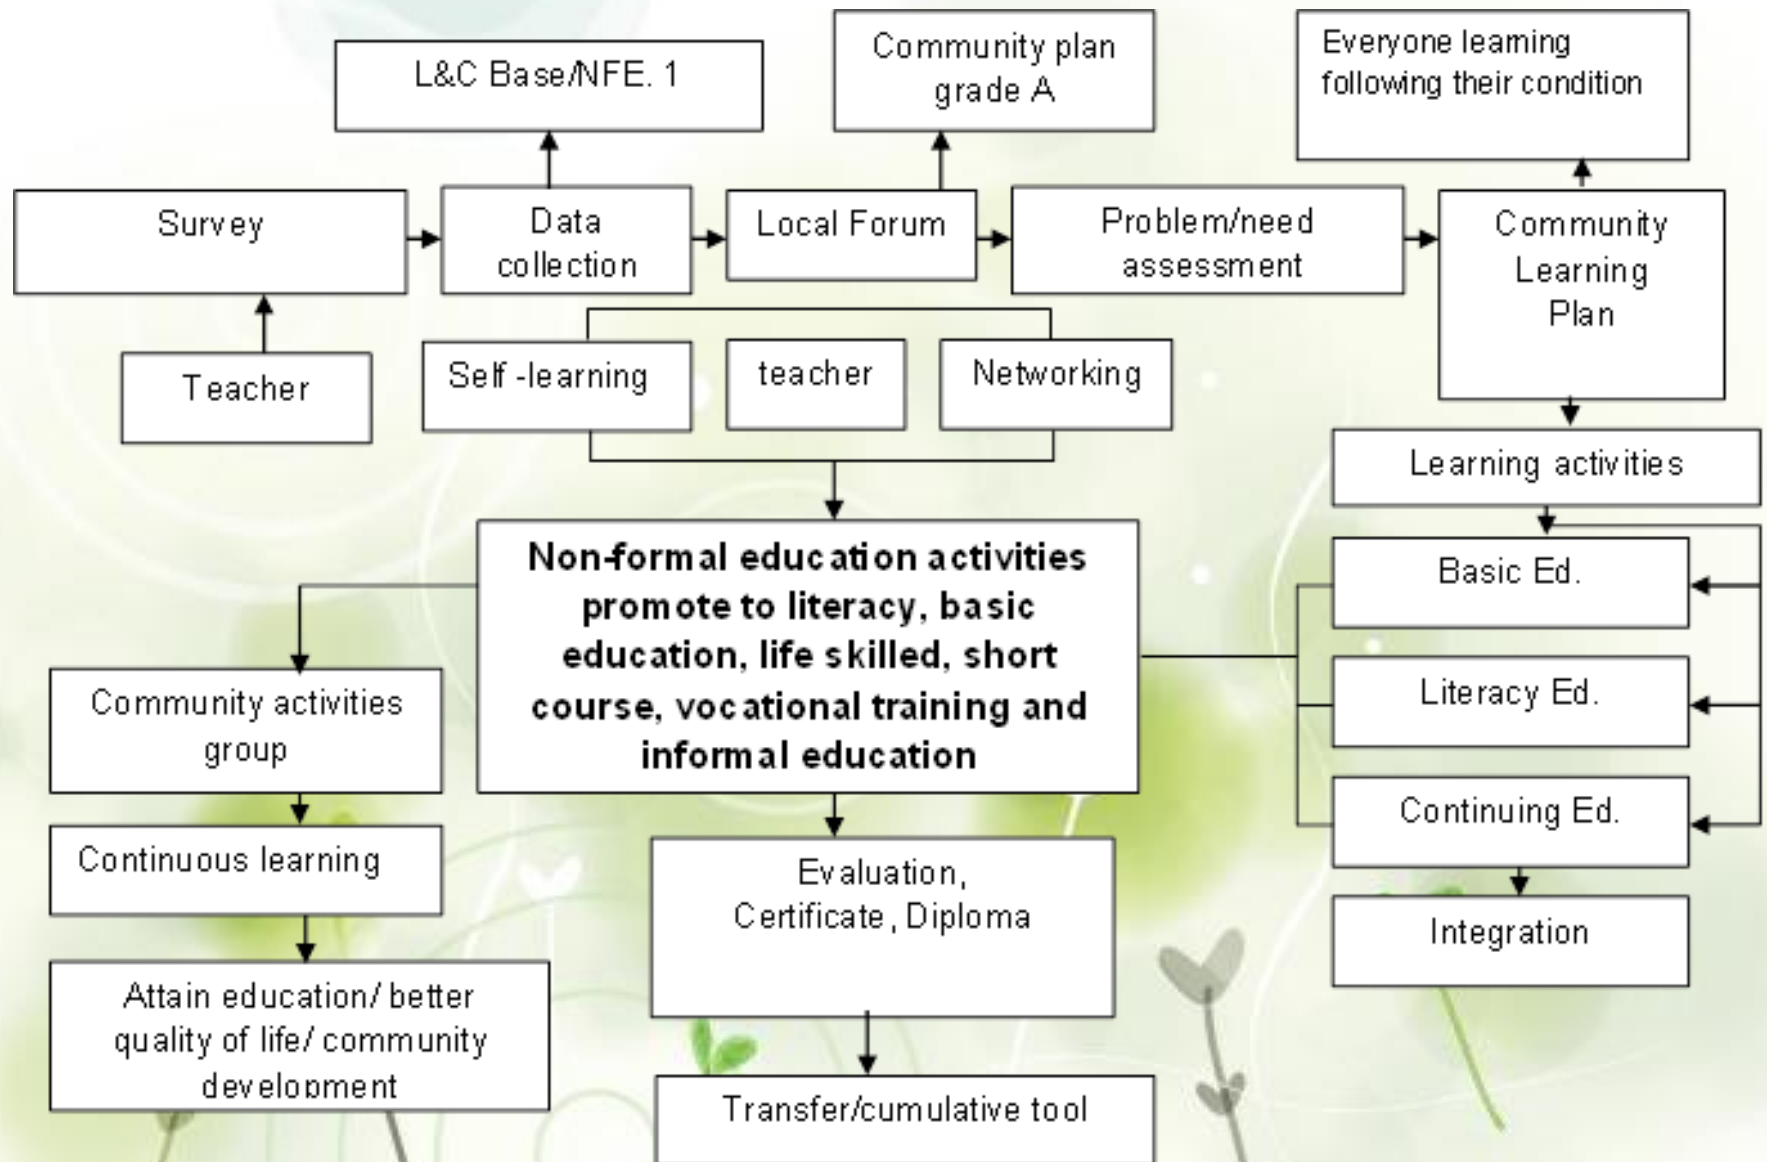 L&C Base/NFE. 1
Community plan
grade A
Everyone learning
following their condition
Survey
Data
collection
Local Forum
Problem/need
assessment
Community
Learning
Plan
Teacher
Self -learning
teacher
Networking
Learning activities
Non-formal education activities
promote to literacy, basic
education, life skilled, short
course, vocational training and
informal education
Basic Ed.
Literacy Ed.
Continuing Ed.
Integration
Community activities
group
Continuous learning
Attain education/ better
quality of life/ community
development
Evaluation,
Certificate, Diploma
Transfer/cumulative tool